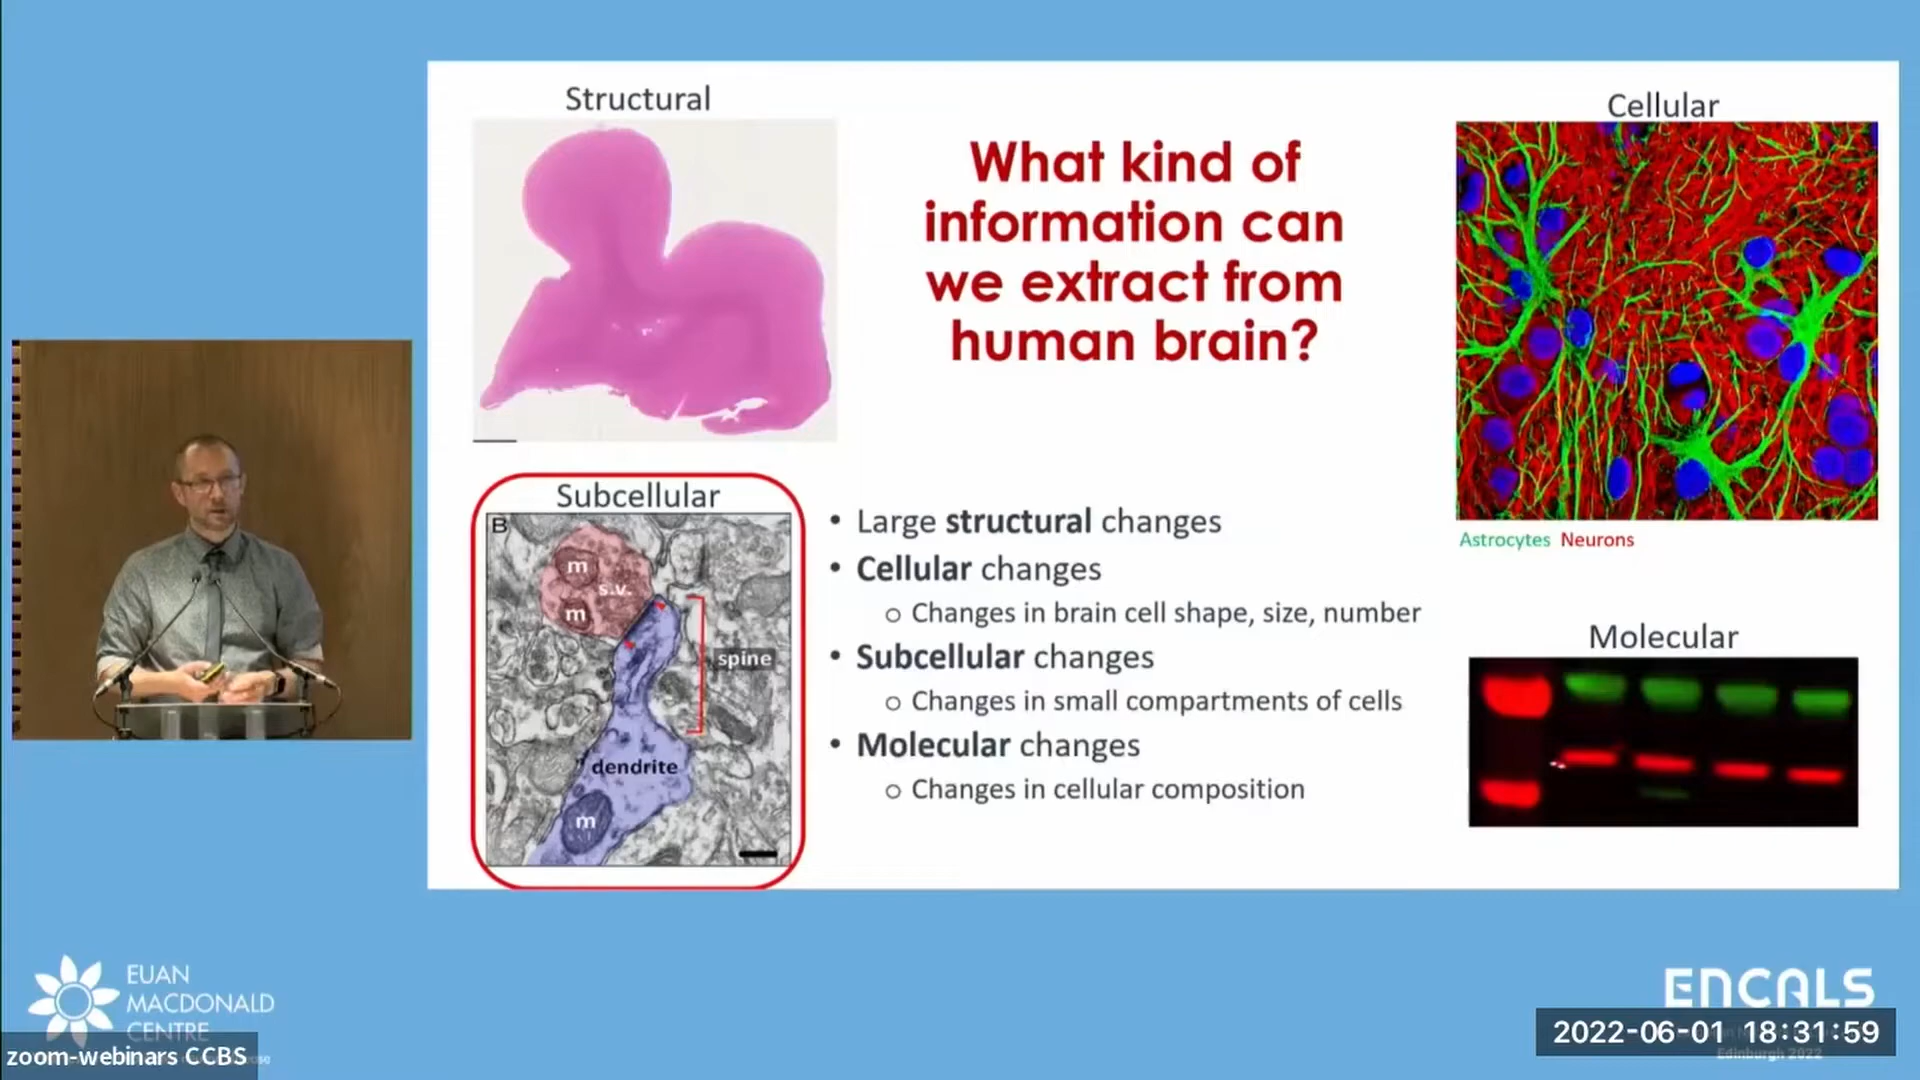 Structural
What kind of
information can
we extract from
human brain?
Cellular
Astrocytes Neurons
Subcellular
B
m
s.v.
m
spine
dendrite
m
• Large structural changes
• Cellular changes
o Changes in brain cell shape, size, number
• Subcellular changes
o Changes in small compartments of cells
• Molecular changes
o Changes in cellular composition
Molecular
EUAN
MACDONALD
CENTRE
zoom-webinars CCBS
ENCALS
2022-06-01 18:31:59
Edinburgh 2022